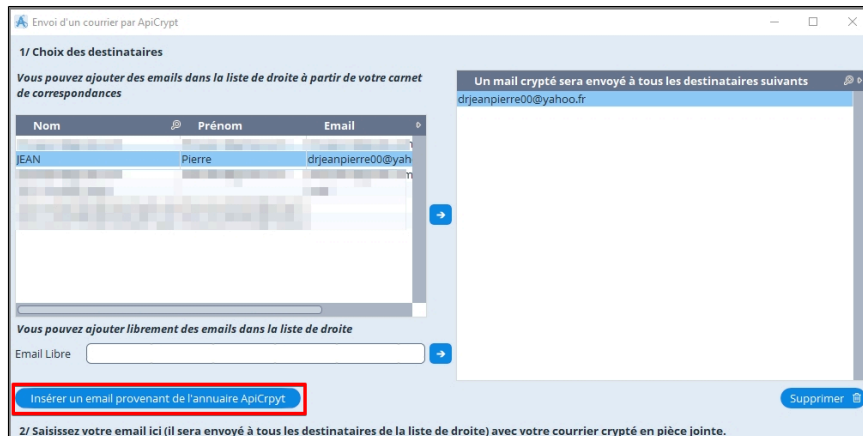 Envoi d'un courrier par ApiCrypt
1/ Choix des destinataires
Vous pouvez ajouter des emails dans la liste de droite à partir de votre carnet
de correspondances
Nom Prénom Email
JEAN Pierre drjeanpierre00@yah
Vous pouvez ajouter librement des emails dans la liste de droite
Email Libre
Insérer un email provenant de l'annuaire ApiCrpyt
Un mail crypté sera envoyé à tous les destinataires suivants
drjeanpierre00@yahoo.fr
Supprimer
2/ Saisissez votre email ici (il sera envoyé à tous les destinataires de la liste de droite) avec votre courrier crypté en pièce jointe.